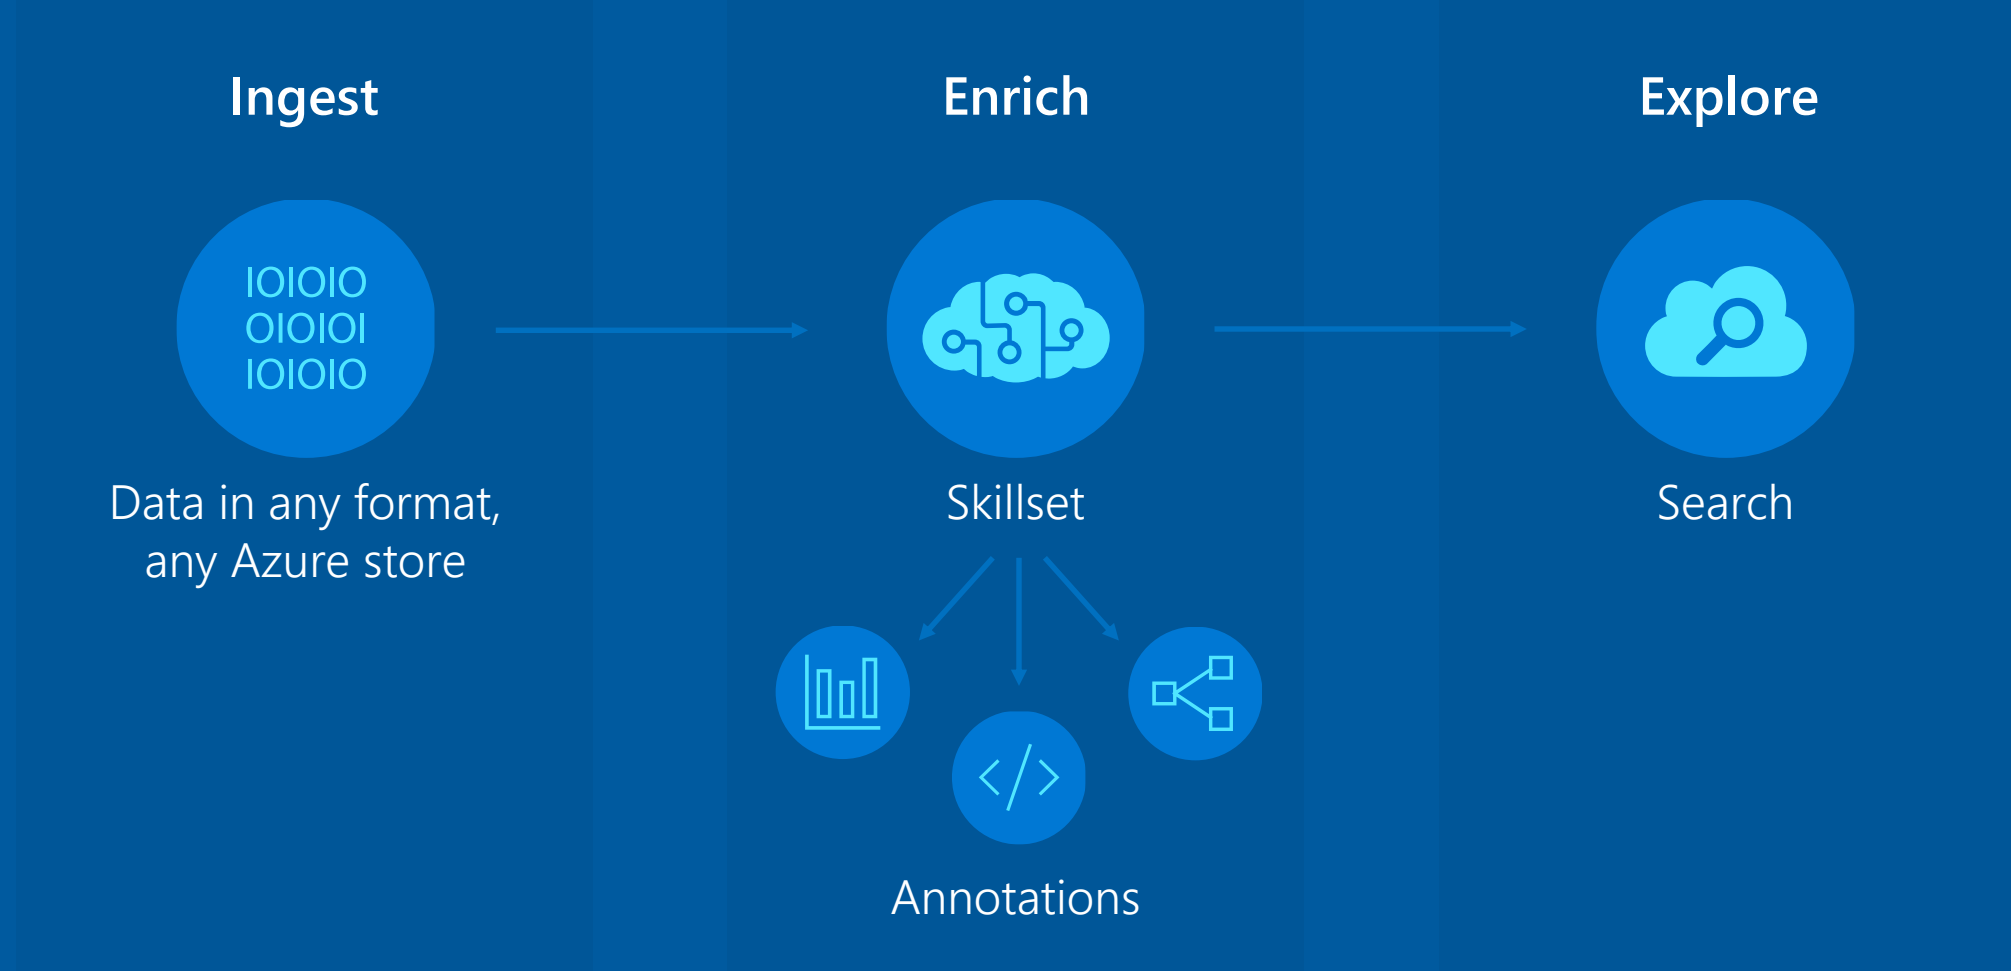 Ingest
Enrich
Explore
IOIOIO
OIOIOI
IOIOIO
Data in any format,
any Azure store
Skillset
Search
</>
Annotations